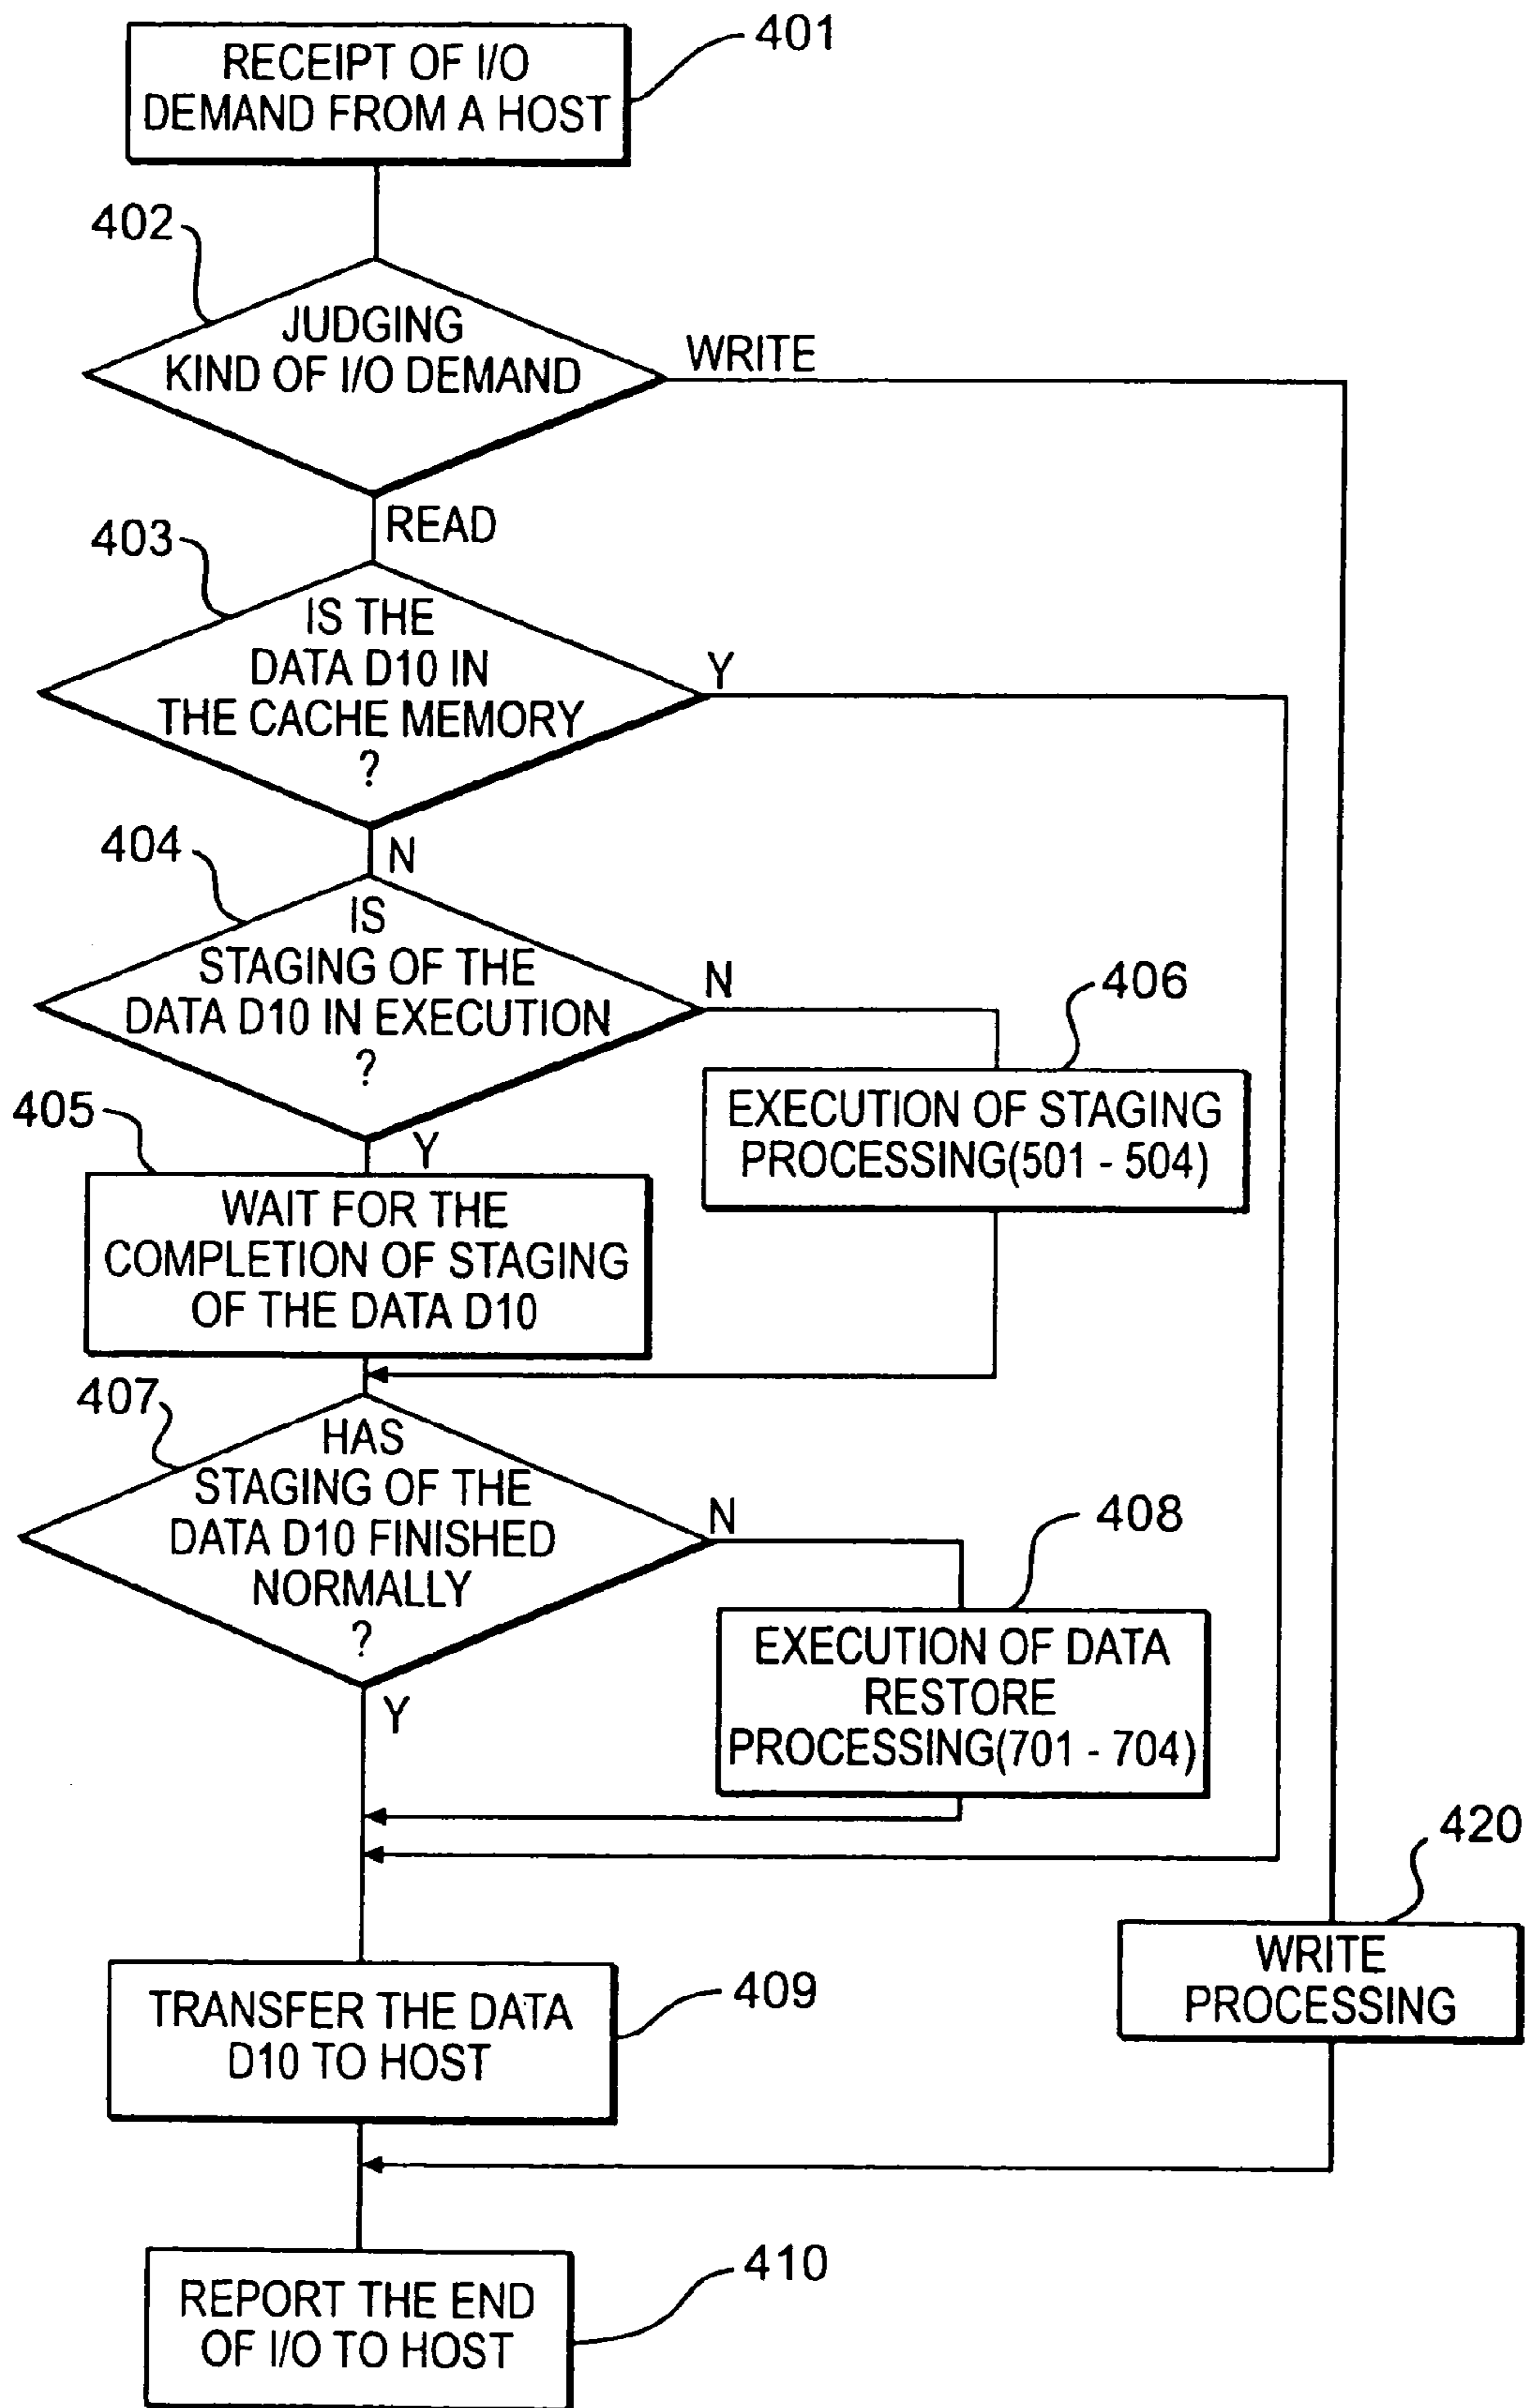 RECEIPT OF I/O
DEMAND FROM A HOST
401
402
JUDGING
KIND OF I/O DEMAND
WRITE
READ
403
IS THE
DATA D10 IN
THE CACHE MEMORY
?
Y
N
404
IS
STAGING OF THE
DATA D10 IN EXECUTION
?
N
406
EXECUTION OF STAGING
PROCESSING(501 - 504)
Y
405
WAIT FOR THE
COMPLETION OF STAGING
OF THE DATA D10
407
HAS
STAGING OF THE
DATA D10 FINISHED
NORMALLY
?
N
408
EXECUTION OF DATA
RESTORE
PROCESSING(701 - 704)
Y
420
WRITE
PROCESSING
TRANSFER THE DATA
D10 TO HOST
409
REPORT THE END
OF I/O TO HOST
410